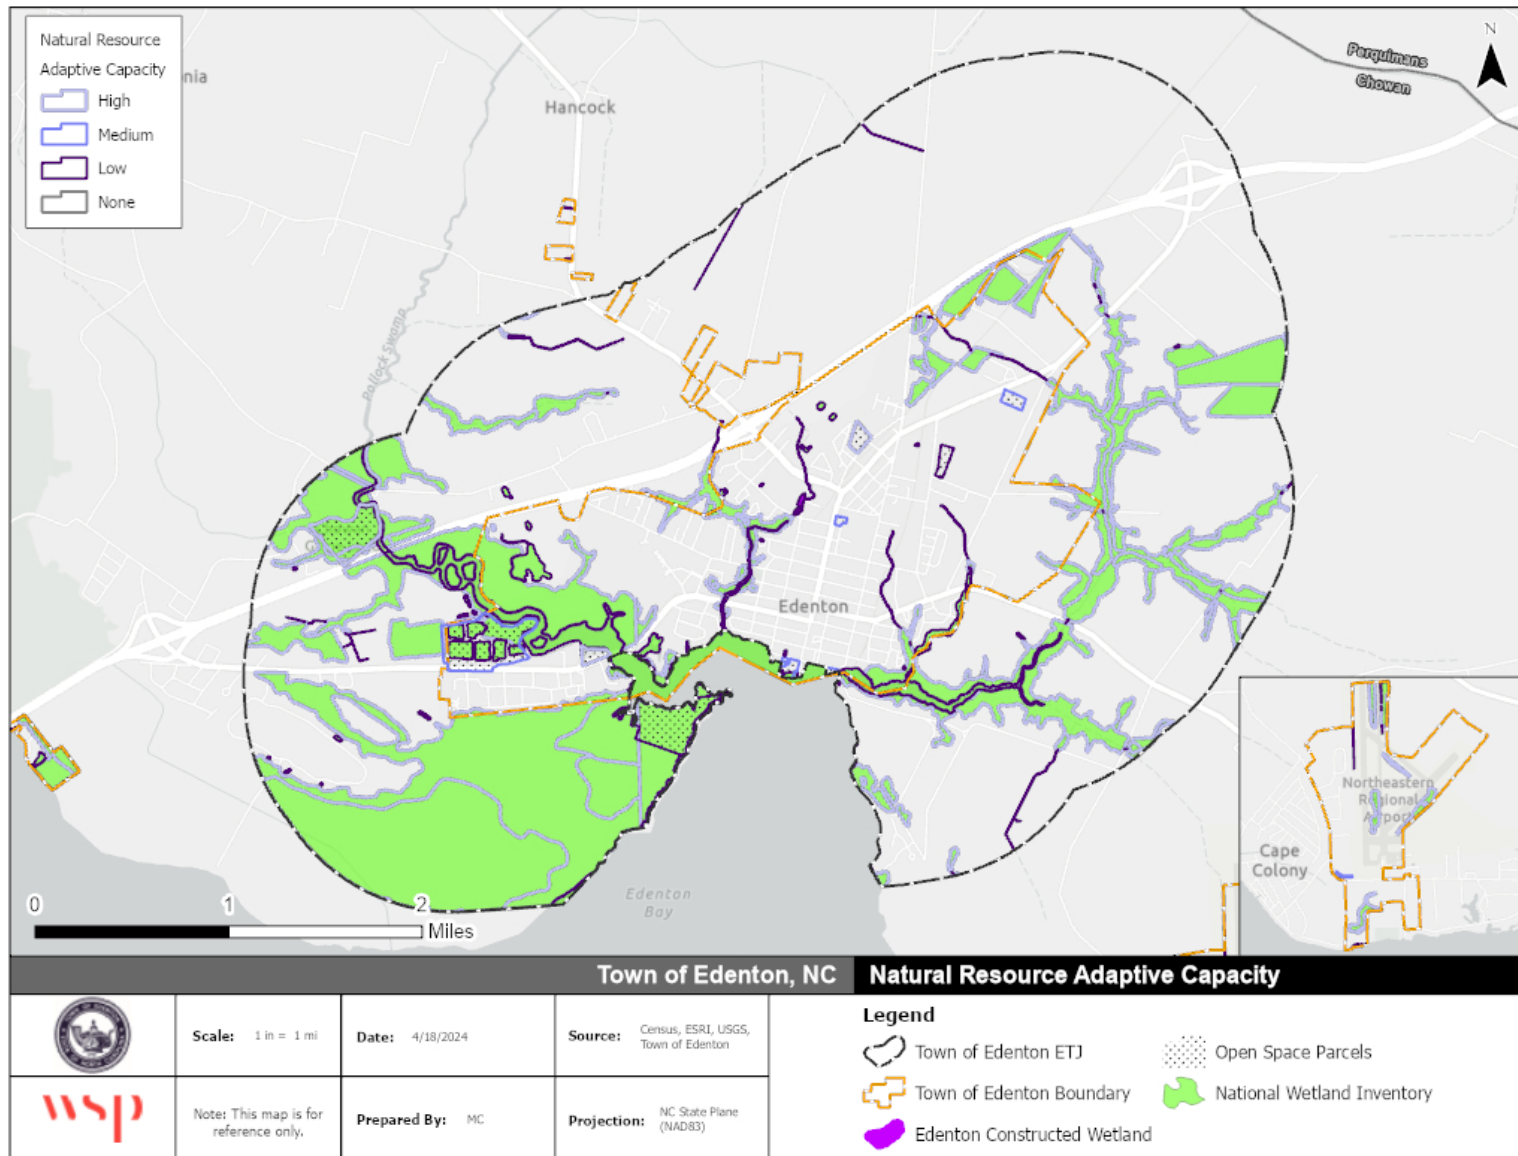 Natural Resource
Adaptive Capacity
High
Medium
Low
None
nia
Hancock
Perquimans
Chowan
N
Pollock Swamp
Edenton
Edenton
Bay
0 1 2
Miles
Northeastern
Regional
Airport
Cape
Colony
Town of Edenton, NC Natural Resource Adaptive Capacity
Scale: 1 in = 1 mi
Date: 4/18/2024
Source: Census, ESRI, USGS,
Town of Edenton
wsp
Note: This map is for
reference only.
Prepared By: MC
Projection: NC State Plane
(NAD83)
Legend
Town of Edenton ETJ
Open Space Parcels
Town of Edenton Boundary
National Wetland Inventory
Edenton Constructed Wetland